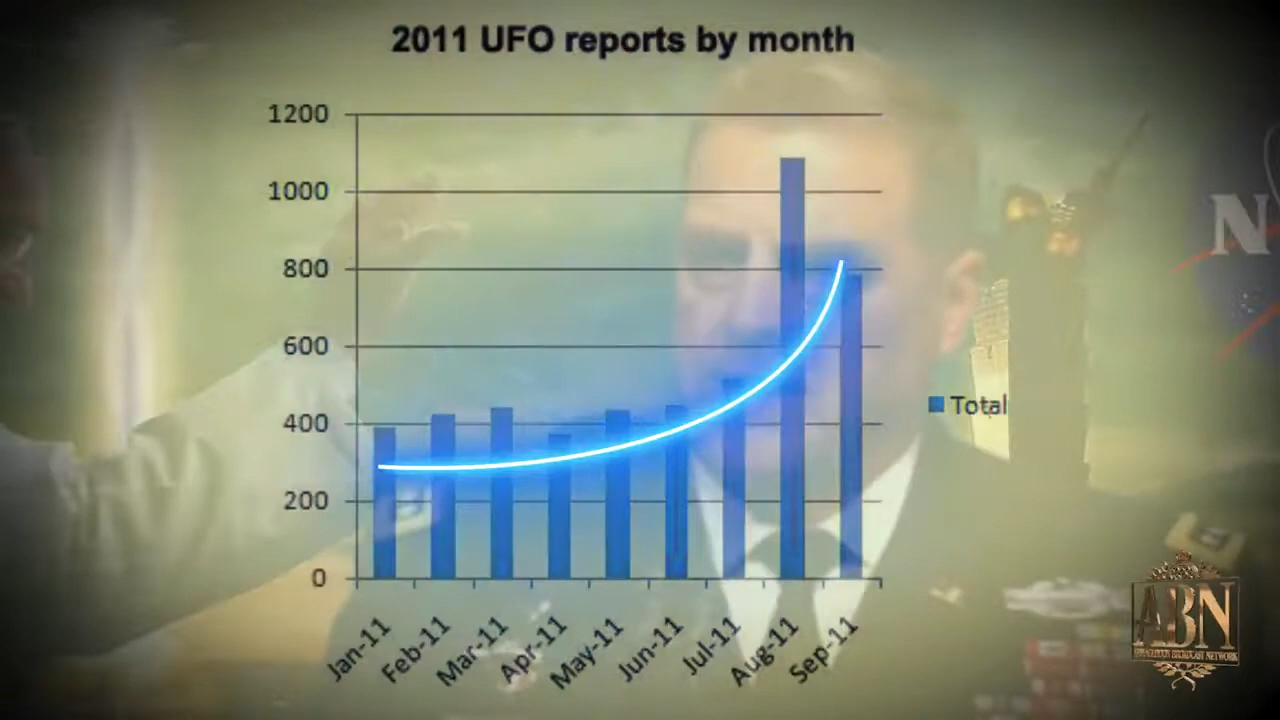 2011 UFO reports by month
1200
1000
800
600
400
200
0
Jan-11
Feb-11
Mar-11
Apr-11
May-11
Jun-11
Jul-11
Aug-11
Sep-11
Total
N
ABN